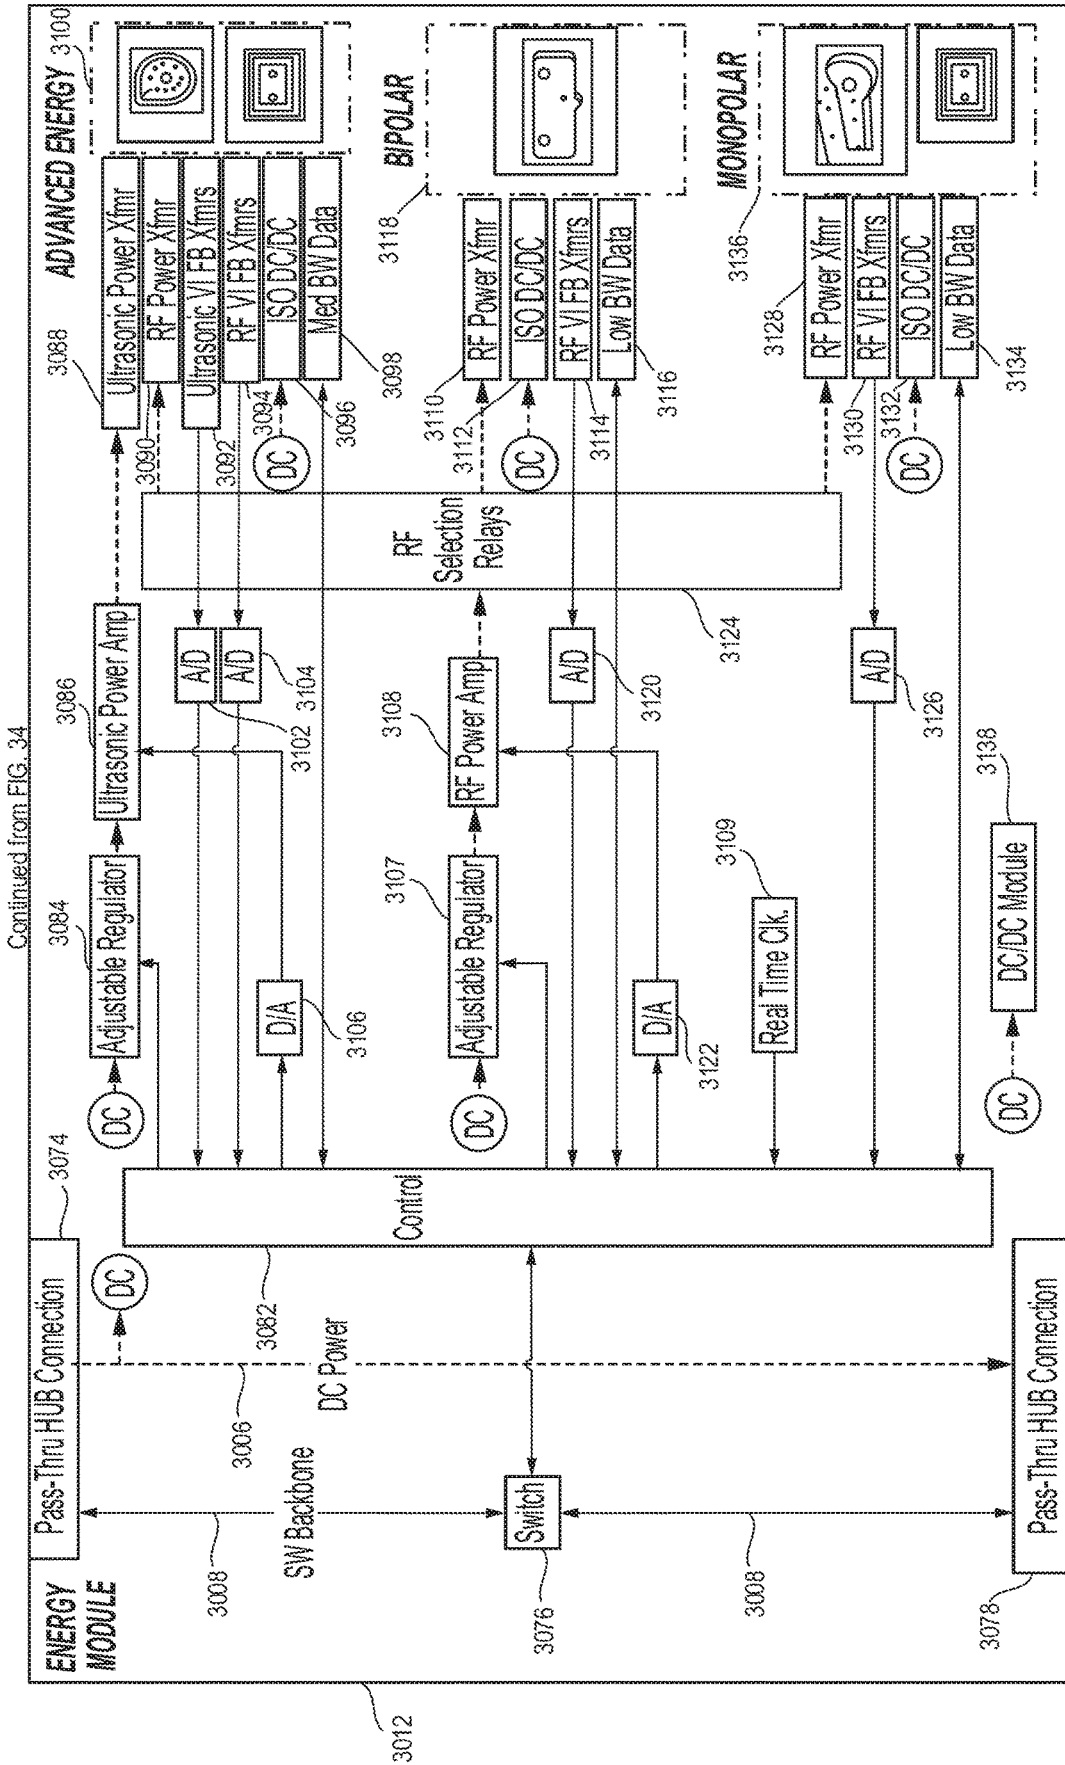 Continued from FIG. 34
ENERGY
MODULE
3012
Pass-Thru HUB Connection
3074
3008
SW Backbone
3006
DC Power
DC
Switch
3076
3008
Pass-Thru HUB Connection
3078
Control
3082
DC
Adjustable Regulator
3084
Ultrasonic Power Amp
3086
A/D
3102
A/D
3104
D/A
3106
DC
Adjustable Regulator
3107
RF Power Amp
3108
A/D
3120
D/A
3122
Real Time Clk.
3109
A/D
3126
DC
DC/DC Module
3138
RF
Selection
Relays
3124
ADVANCED ENERGY
3100
3088
Ultrasonic Power Xfmr
3090
RF Power Xfmr
3092
Ultrasonic VI FB Xfmrs
3094
RF VI FB Xfmrs
DC
3096
ISO DC/DC
3098
Med BW Data
BIPOLAR
3118
3110
RF Power Xfmr
3112
DC
ISO DC/DC
3114
RF VI FB Xfmrs
3116
Low BW Data
MONOPOLAR
3136
3128
RF Power Xfmr
3130
RF VI FB Xfmrs
3132
DC
ISO DC/DC
3134
Low BW Data